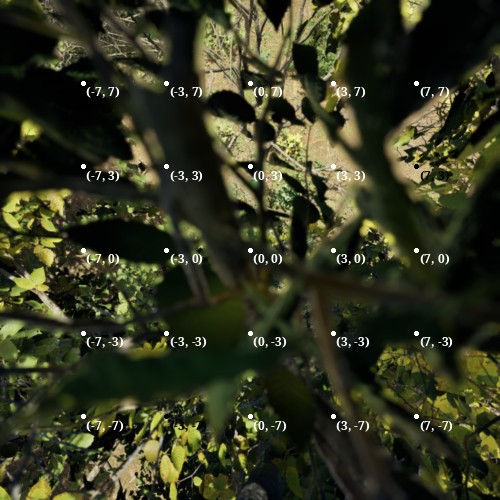 (-7, 7) (-3, 7) (0, 7) (3, 7) (7, 7)
(-7, 3) (-3, 3) (0, 3) (3, 3) (7, 3)
(-7, 0) (-3, 0) (0, 0) (3, 0) (7, 0)
(-7, -3) (-3, -3) (0, -3) (3, -3) (7, -3)
(-7, -7) (-3, -7) (0, -7) (3, -7) (7, -7)